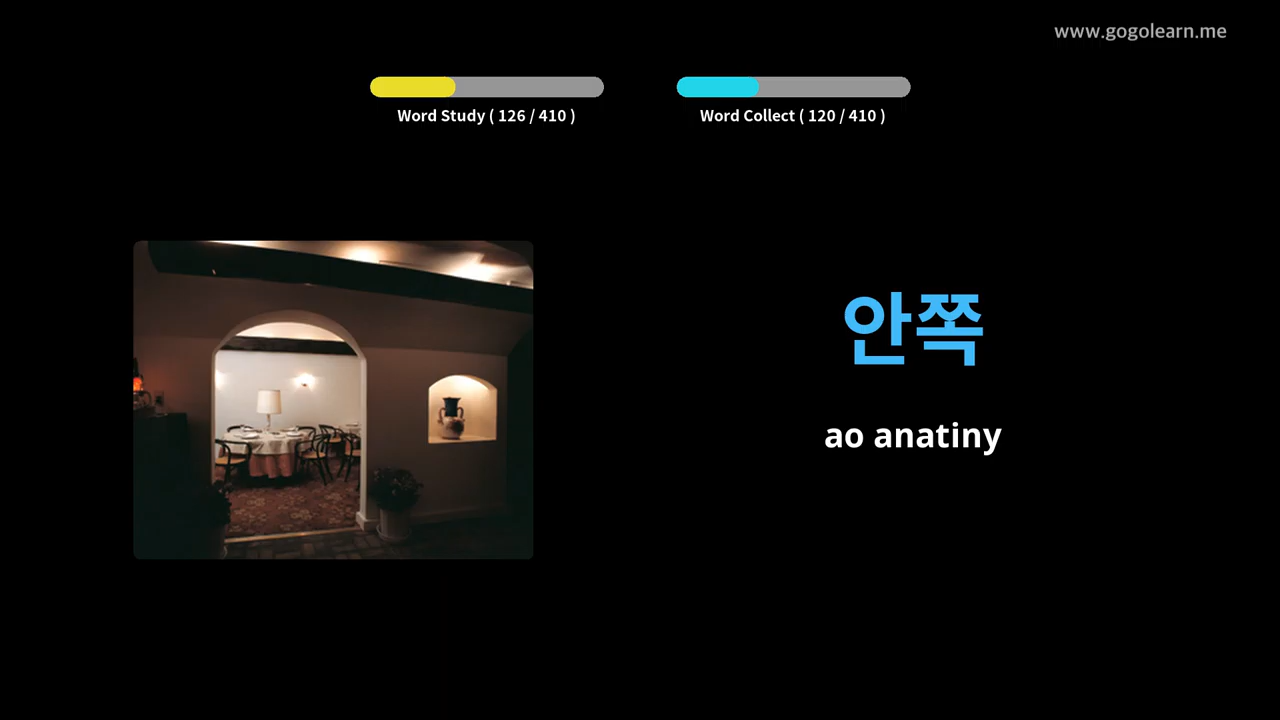 www.gogolearn.me
Word Study ( 126 / 410 )
Word Collect ( 120 / 410 )
안쪽
ao anatiny